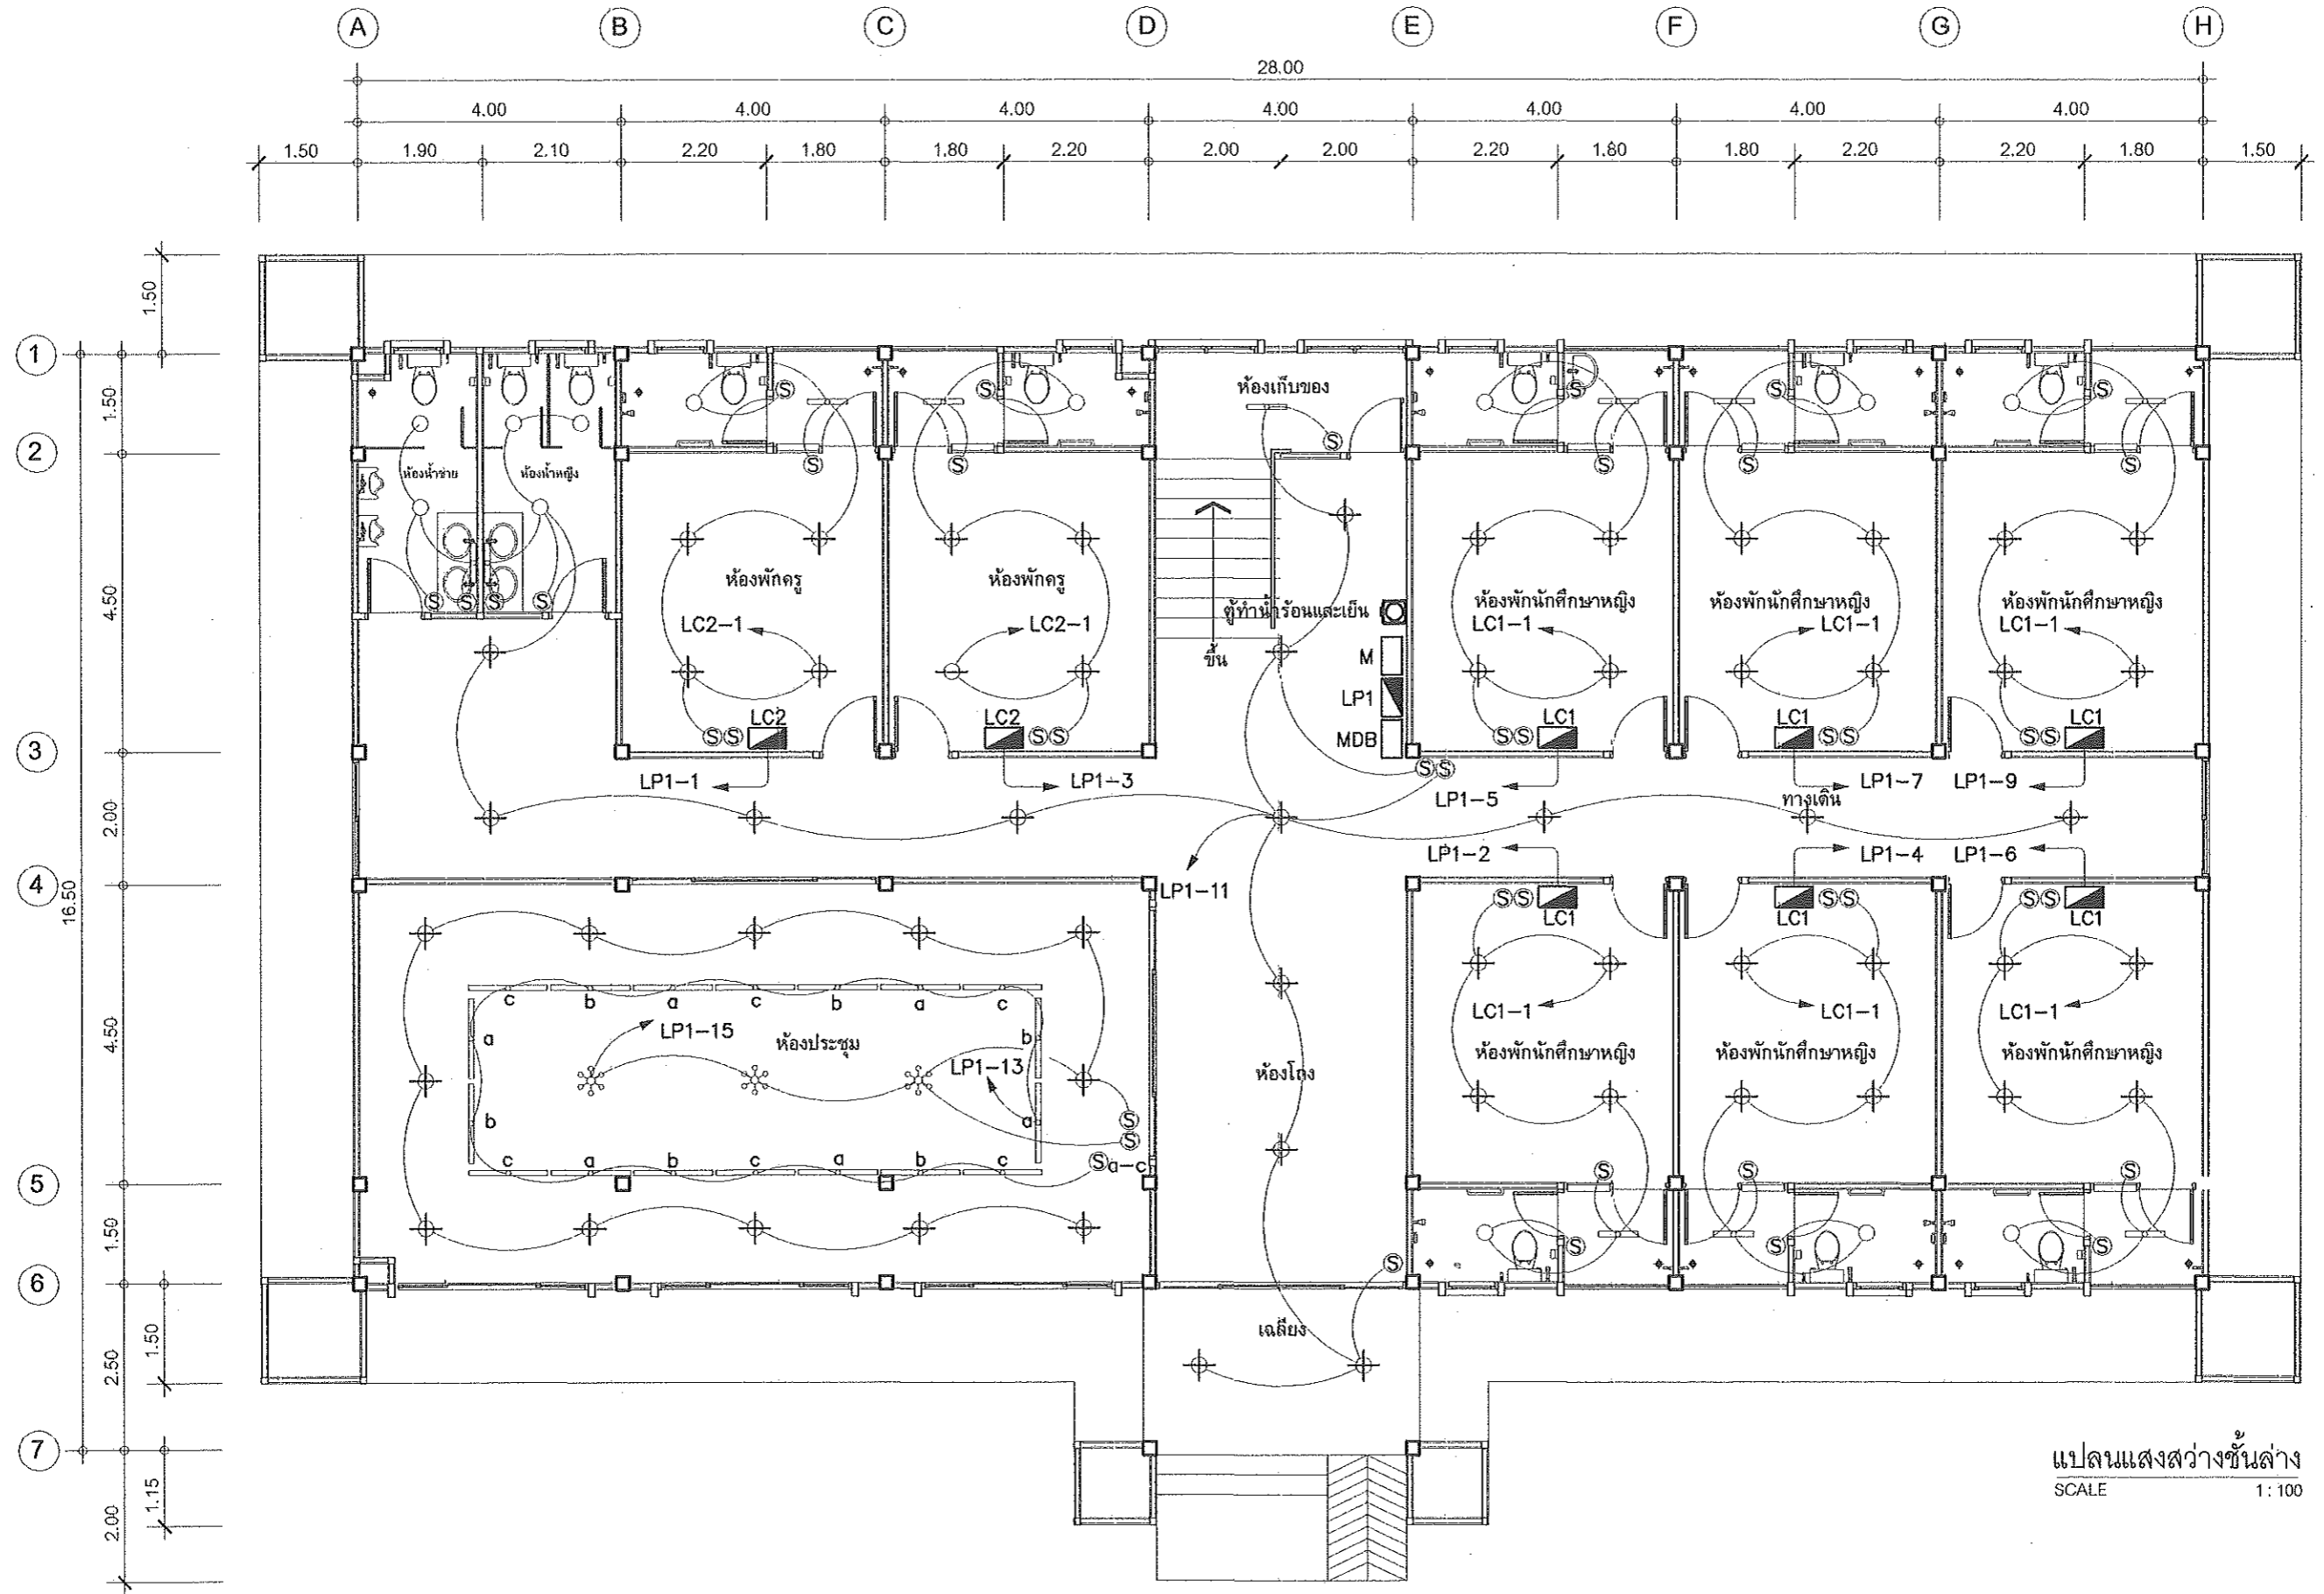 A B C D E F G H
28.00
4.00 4.00 4.00 4.00 4.00 4.00 4.00
1.50 1.90 2.10 2.20 1.80 1.80 2.20 2.00 2.00 2.20 1.80 1.80 2.20 2.20 1.80 1.50
1.50
1
1.50
S S ห้องเก็บของ S S S
2
S
ห้องน้ำชาย ห้องน้ำหญิง S S S S S
4.50
ห้องพักครู ห้องพักครู
S S S S ตู้ทำน้ำร้อนและเย็น ห้องพักนักศึกษาหญิง ห้องพักนักศึกษาหญิง ห้องพักนักศึกษาหญิง
LC2-1 LC2-1 LC1-1 LC1-1 LC1-1
ขึ้น M
LP1
LC2 LC2 LC1 LC1 LC1
3 S S S S MDB S S S S S S
S S
LP1-1 LP1-3 LP1-5 LP1-7 LP1-9
ทางเดิน
2.00
LP1-2 LP1-4 LP1-6
4
LP1-11
16.50
S S S S S S
LC1 LC1 LC1
c b a c b a c
LC1-1 LC1-1 LC1-1
LP1-15
a ห้องประชุม b
4.50
ห้องพักนักศึกษาหญิง ห้องพักนักศึกษาหญิง ห้องพักนักศึกษาหญิง
LP1-13
ห้องโถง
b a S
S
c a b c a b c S a-c
5
S S S
1.50
S S S
6 S
1.50
2.50
เฉลียง
7
แปลนแสงสว่างชั้นล่าง
SCALE 1:100
1.15
2.00